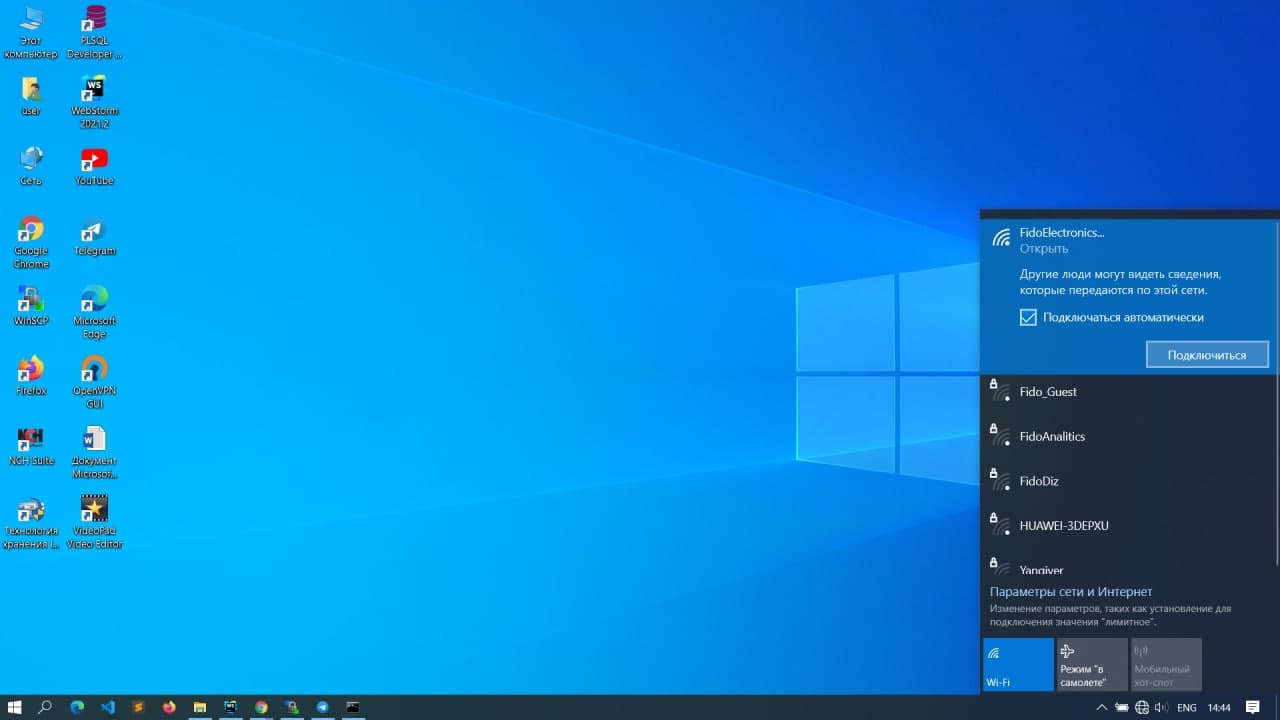 Этот
компьютер
PLSQL
Developer ...
user
WS
WebStorm
2021.2
Сеть
YouTube
Google
Chrome
Telegram
WinSCP
Microsoft
Edge
Firefox
OpenVPN
GUI
NCH
NCH Suite
W
Документ
Microsof...
Технология
хранения I...
VideoPad
Video Editor
FidoElectronics...
Открыть
Другие люди могут видеть сведения,
которые передаются по этой сети.
Подключаться автоматически
Подключиться
Fido_Guest
FidoAnalitics
FidoDiz
HUAWEI-3DEPXU
Yangiyer
Параметры сети и Интернет
Изменение параметров, таких как установление для
подключения значения "лимитное".
Wi-Fi
Режим "в
самолете"
Мобильный
хот-спот
ENG
14:44